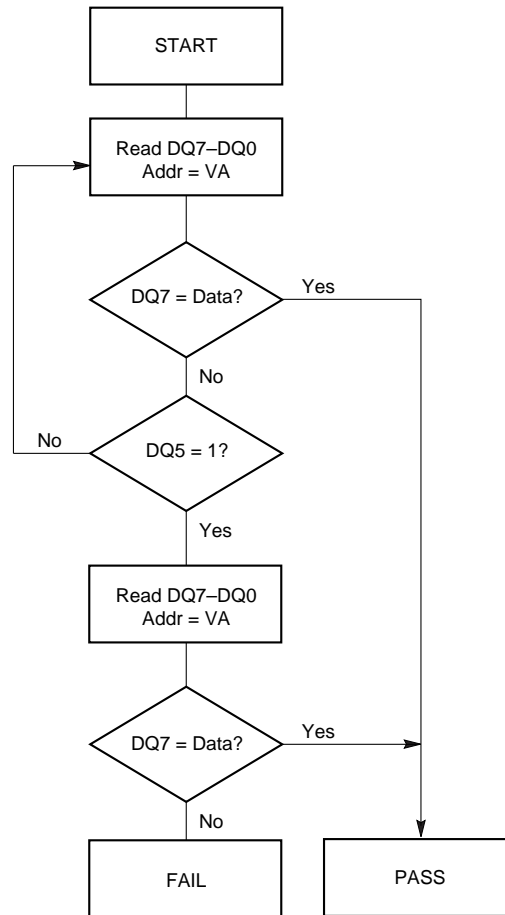 START
Read DQ7–DQ0
Addr = VA
DQ7 = Data?
Yes
No
No
DQ5 = 1?
Yes
Read DQ7–DQ0
Addr = VA
DQ7 = Data?
Yes
No
FAIL
PASS